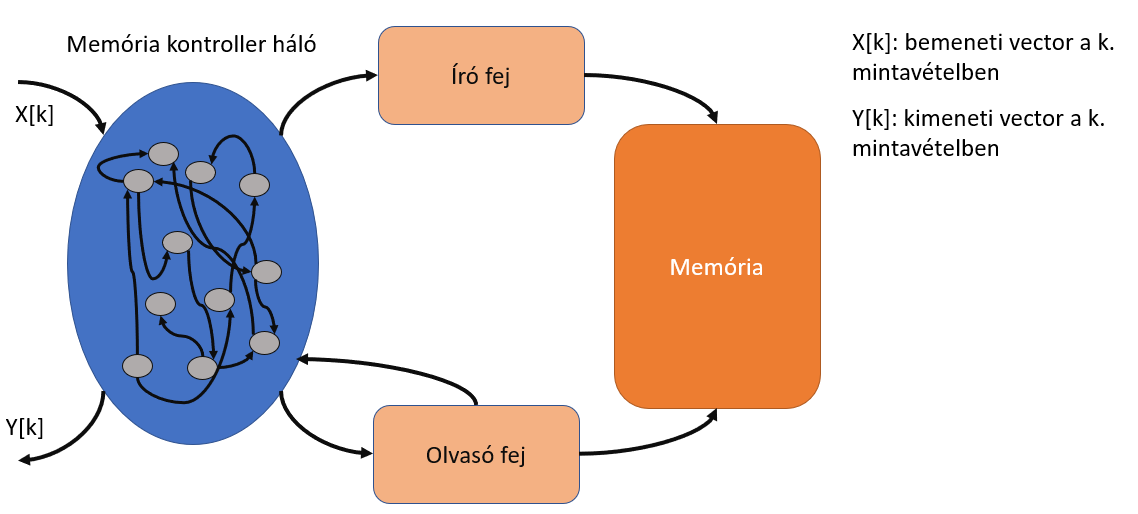 Memória kontroller háló
X[k]
Y[k]
Író fej
Memória
Olvasó fej
X[k]: bemeneti vector a k.
mintavételben
Y[k]: kimeneti vector a k.
mintavételben